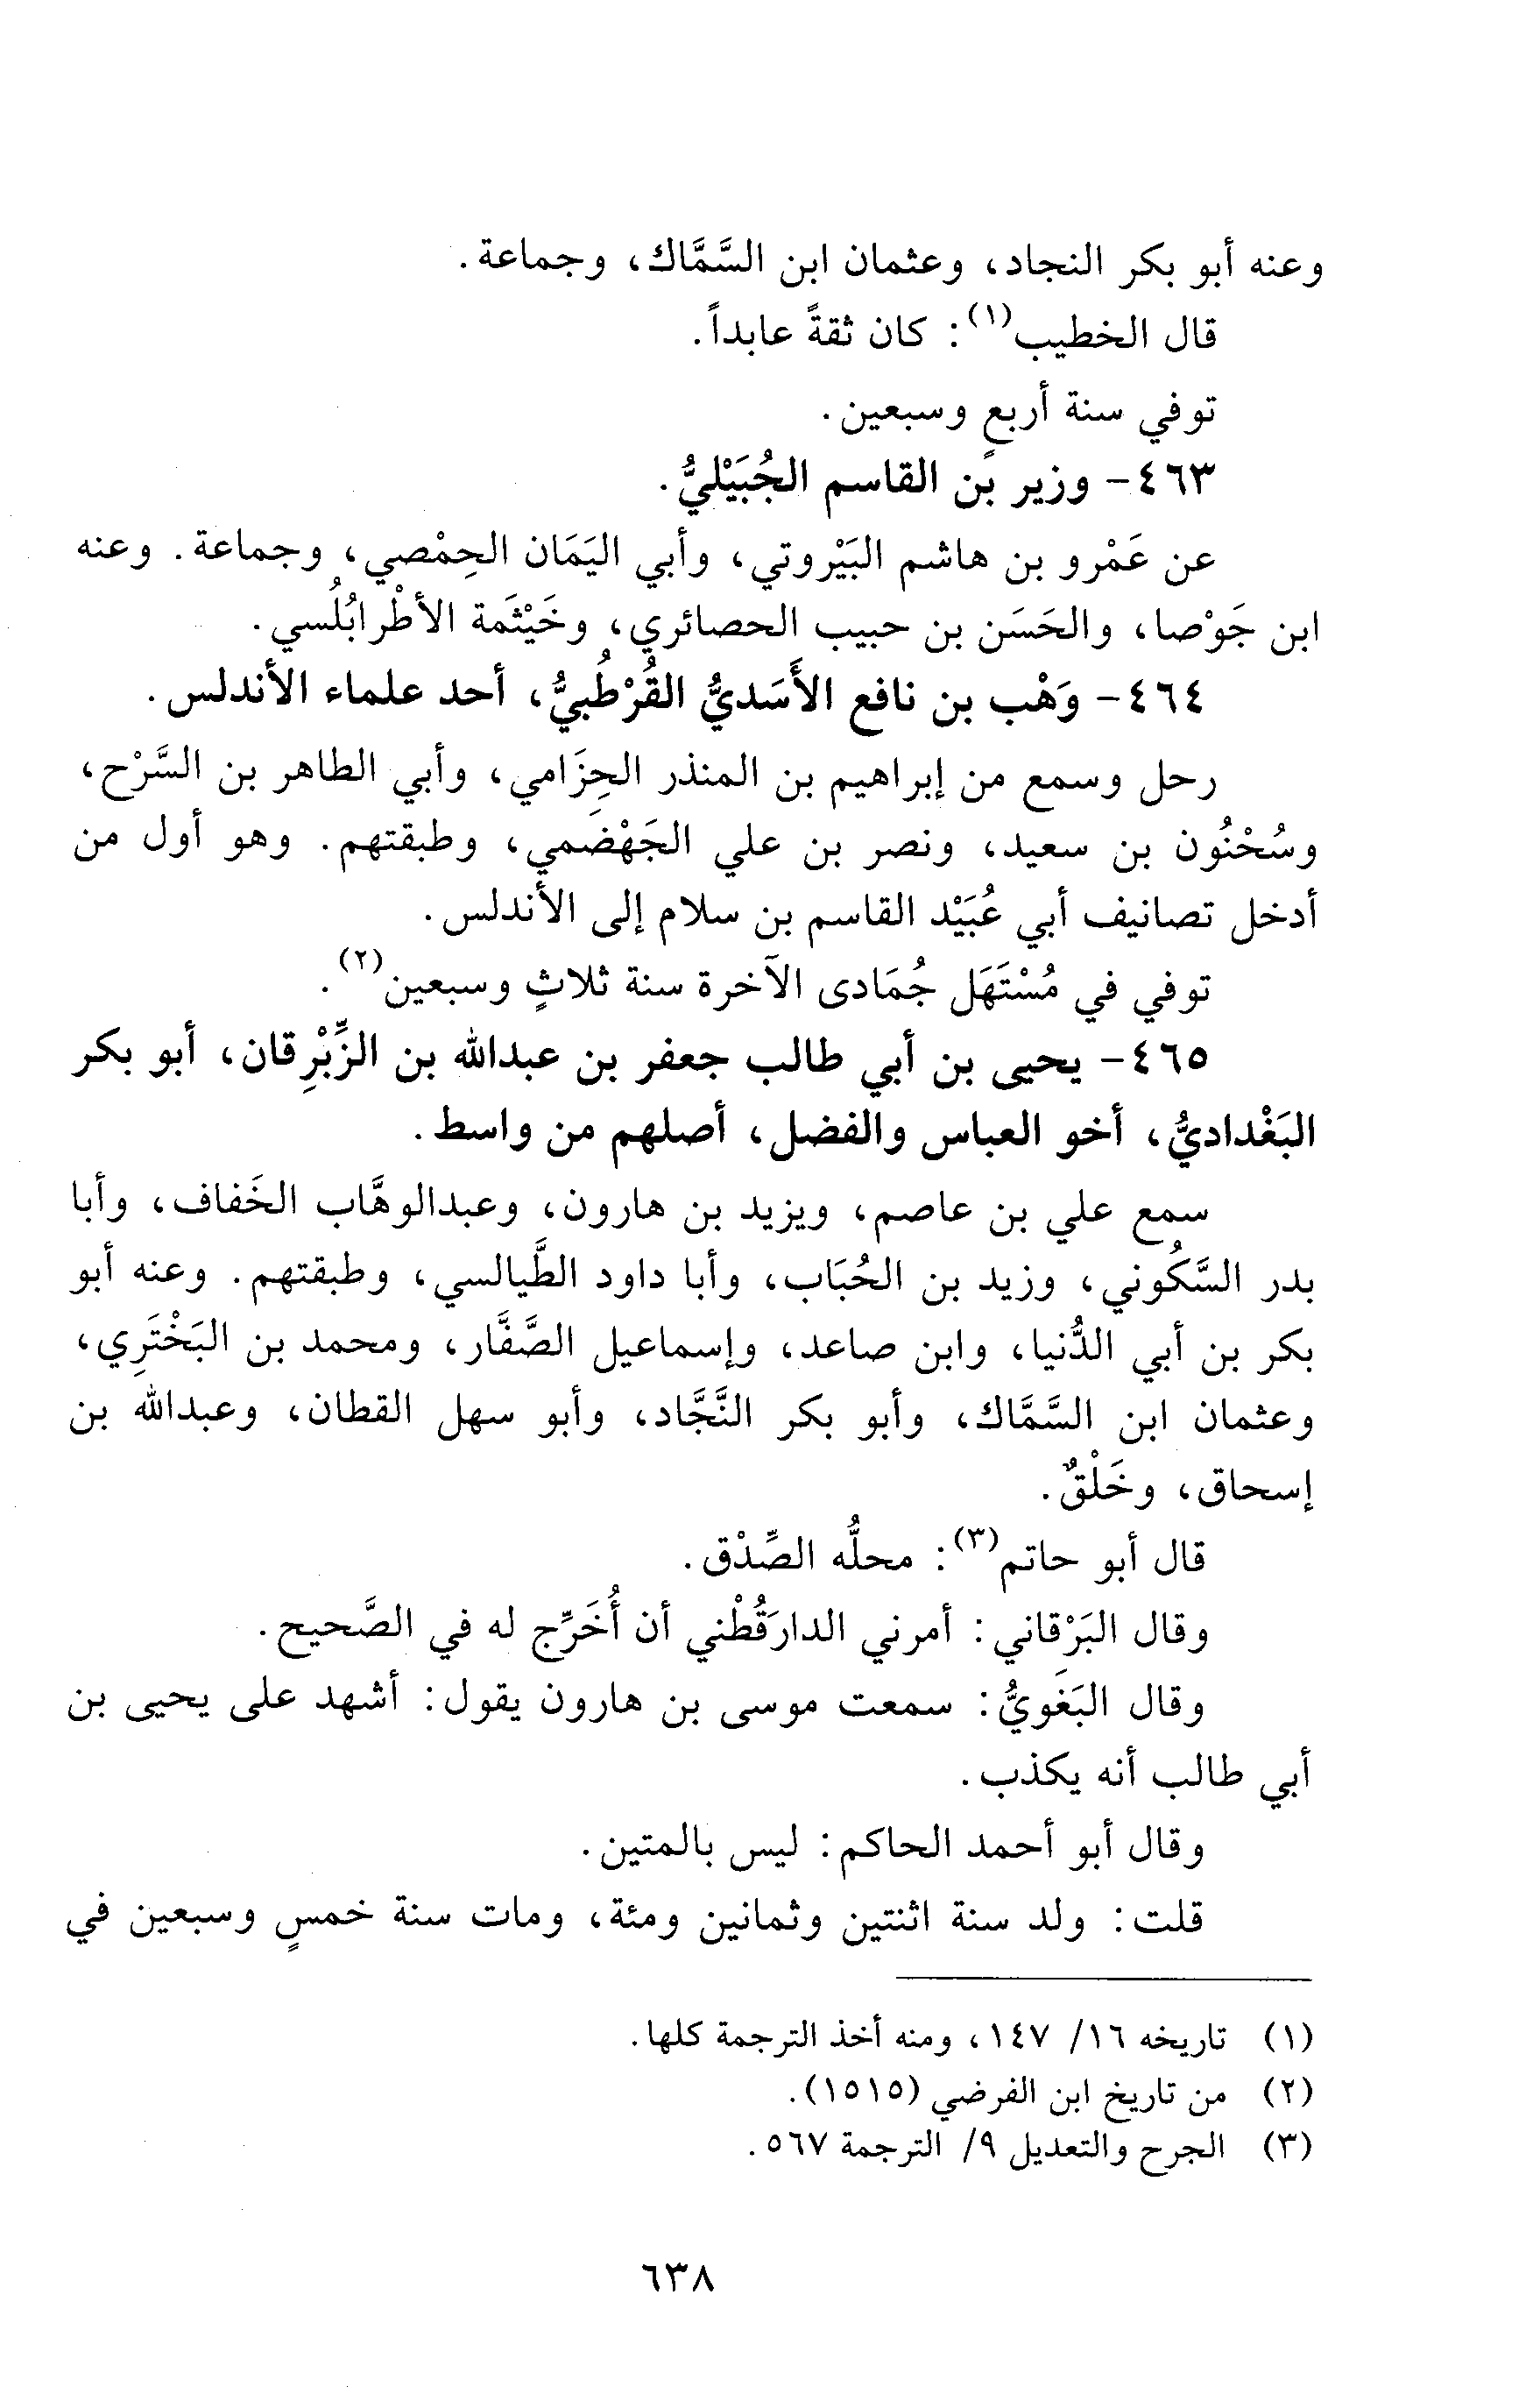 وعنه أبو بكر النجاد، وعثمان ابن السَّمَّاك، وجماعة.
قال الخطيب(١): كان ثقةً عابداً.
توفي سنة أربعٍ وسبعين.
٤٦٣- وزير بن القاسم الجُبَيْليُّ.
عن عَمْرو بن هاشم البَيْروتي، وأبي اليَمَان الحِمْصي، وجماعة. وعنه
ابن جَوْصا، والحَسَن بن حبيب الحصائري، وخَيْثَمة الأطْرابُلُسي.
٤٦٤- وَهْب بن نافع الأَسَديُّ القُرْطُبيُّ، أحد علماء الأندلس.
رحل وسمع من إبراهيم بن المنذر الحِزَامي، وأبي الطاهر بن السَّرْح،
وسُحْنُون بن سعيد، ونصر بن علي الجَهْضَمي، وطبقتهم. وهو أول من
أدخل تصانيف أبي عُبَيْد القاسم بن سلام إلى الأندلس.
توفي في مُسْتَهَل جُمَادى الآخرة سنة ثلاثٍ وسبعين(٢).
٤٦٥- يحيى بن أبي طالب جعفر بن عبدالله بن الزِّبْرِقان، أبو بكر
البَغْداديُّ، أخو العباس والفضل، أصلهم من واسط.
سمع علي بن عاصم، ويزيد بن هارون، وعبدالوهَّاب الخَفاف، وأبا
بدر السَّكُوني، وزيد بن الحُبَاب، وأبا داود الطَّيالسي، وطبقتهم. وعنه أبو
بكر بن أبي الدُّنيا، وابن صاعد، وإسماعيل الصَّفَّار، ومحمد بن البَخْتَرِي،
وعثمان ابن السَّمَّاك، وأبو بكر النَّجَّاد، وأبو سهل القطان، وعبدالله بن
إسحاق، وخَلْقٌ.
قال أبو حاتم(٣): محلُّه الصِّدْق.
وقال البَرْقاني: أمرني الدارَقُطْني أن أُخَرِّج له في الصَّحيح.
وقال البَغَويُّ: سمعت موسى بن هارون يقول: أشهد على يحيى بن
أبي طالب أنه يكذب.
وقال أبو أحمد الحاكم: ليس بالمتين.
قلت: ولد سنة اثنتين وثمانين ومئة، ومات سنة خمسٍ وسبعين في
(١) تاريخه ١٦/ ١٤٧، ومنه أخذ الترجمة كلها.
(٢) من تاريخ ابن الفرضي (١٥١٥).
(٣) الجرح والتعديل ٩/ الترجمة ٥٦٧.
٦٣٨